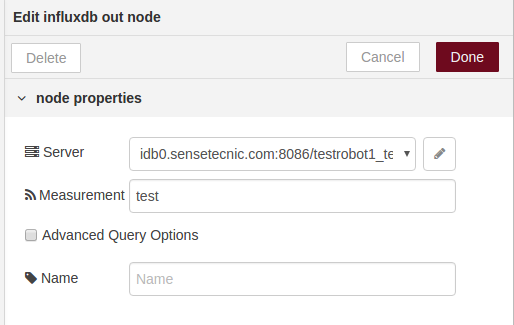 Edit influxdb out node
Delete
Cancel
Done
node properties
Server
idb0.sensetecnic.com:8086/testrobot1_te
Measurement
test
Advanced Query Options
Name
Name